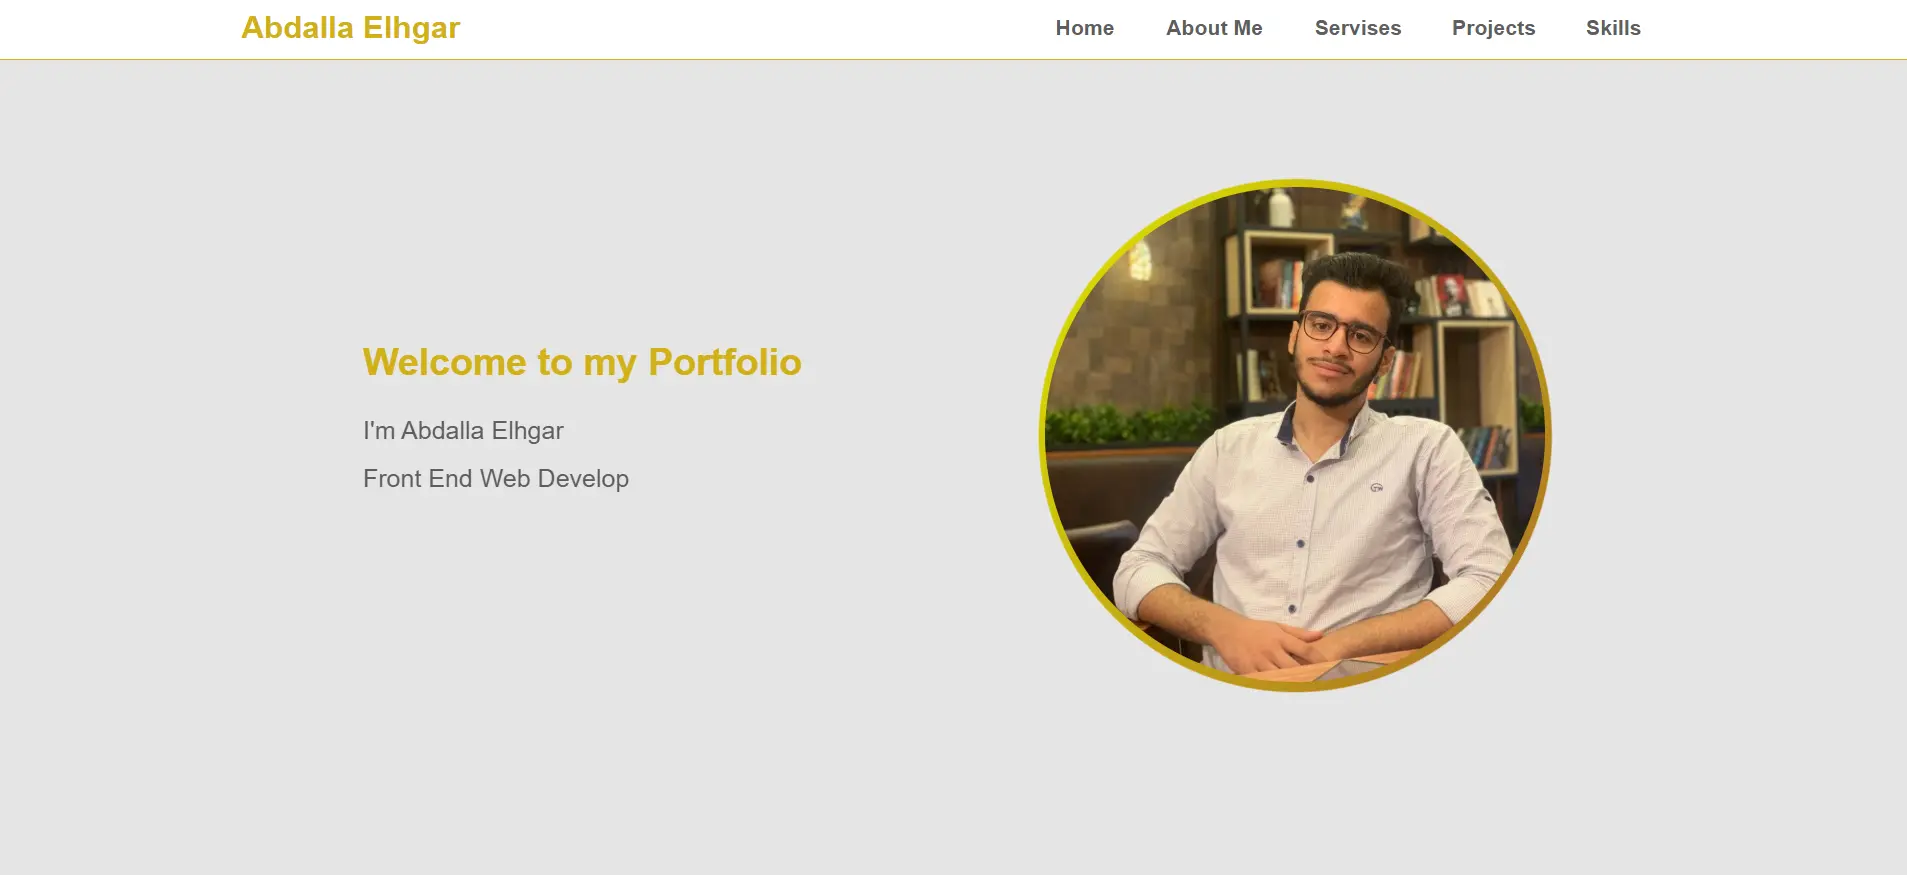 Abdalla Elhgar
Home About Me Servises Projects Skills
Welcome to my Portfolio
I'm Abdalla Elhgar
Front End Web Develop